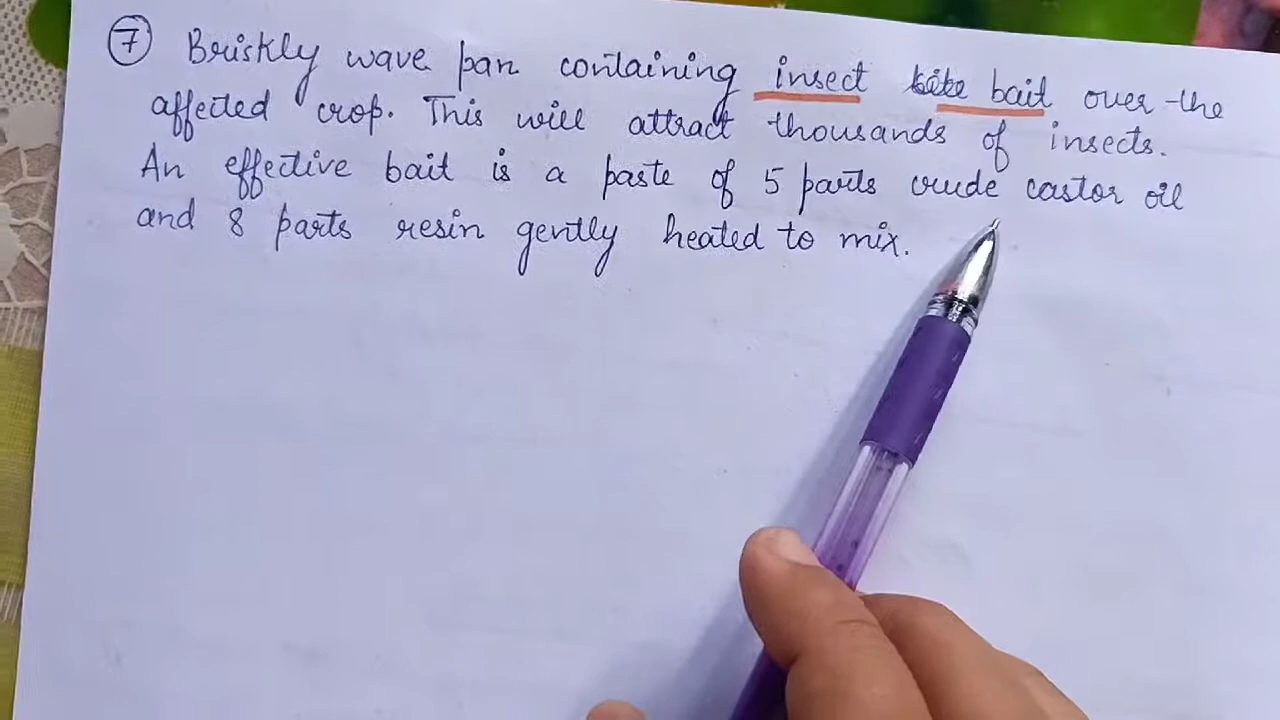 7 Briskly wave pan containing insect bait over the
affected crop. This will attract thousands of insects.
An effective bait is a paste of 5 parts crude castor oil
and 8 parts resin gently heated to mix.